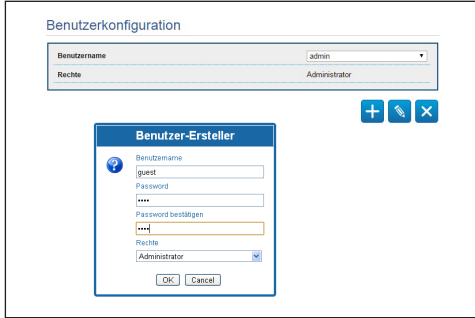 Benutzerkonfiguration
Benutzername admin
Rechte Administrator
Benutzer-Ersteller
Benutzername
guest
Password
••••
Password bestätigen
••••
Rechte
Administrator
OK Cancel